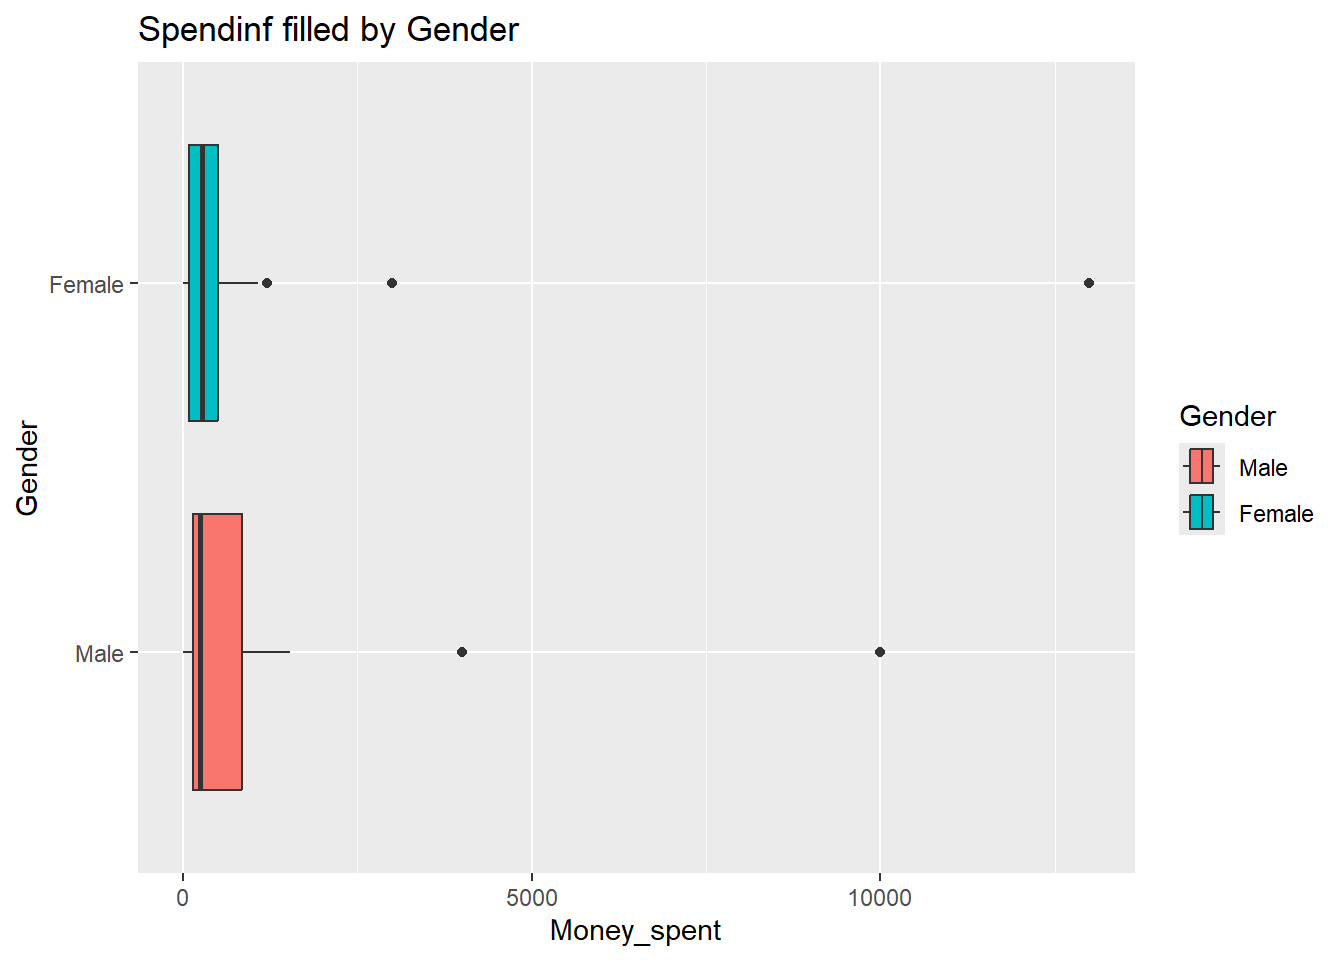 Spendinf filled by Gender
Female
Male
Gender
0
5000
10000
Money_spent
Gender
Male
Female